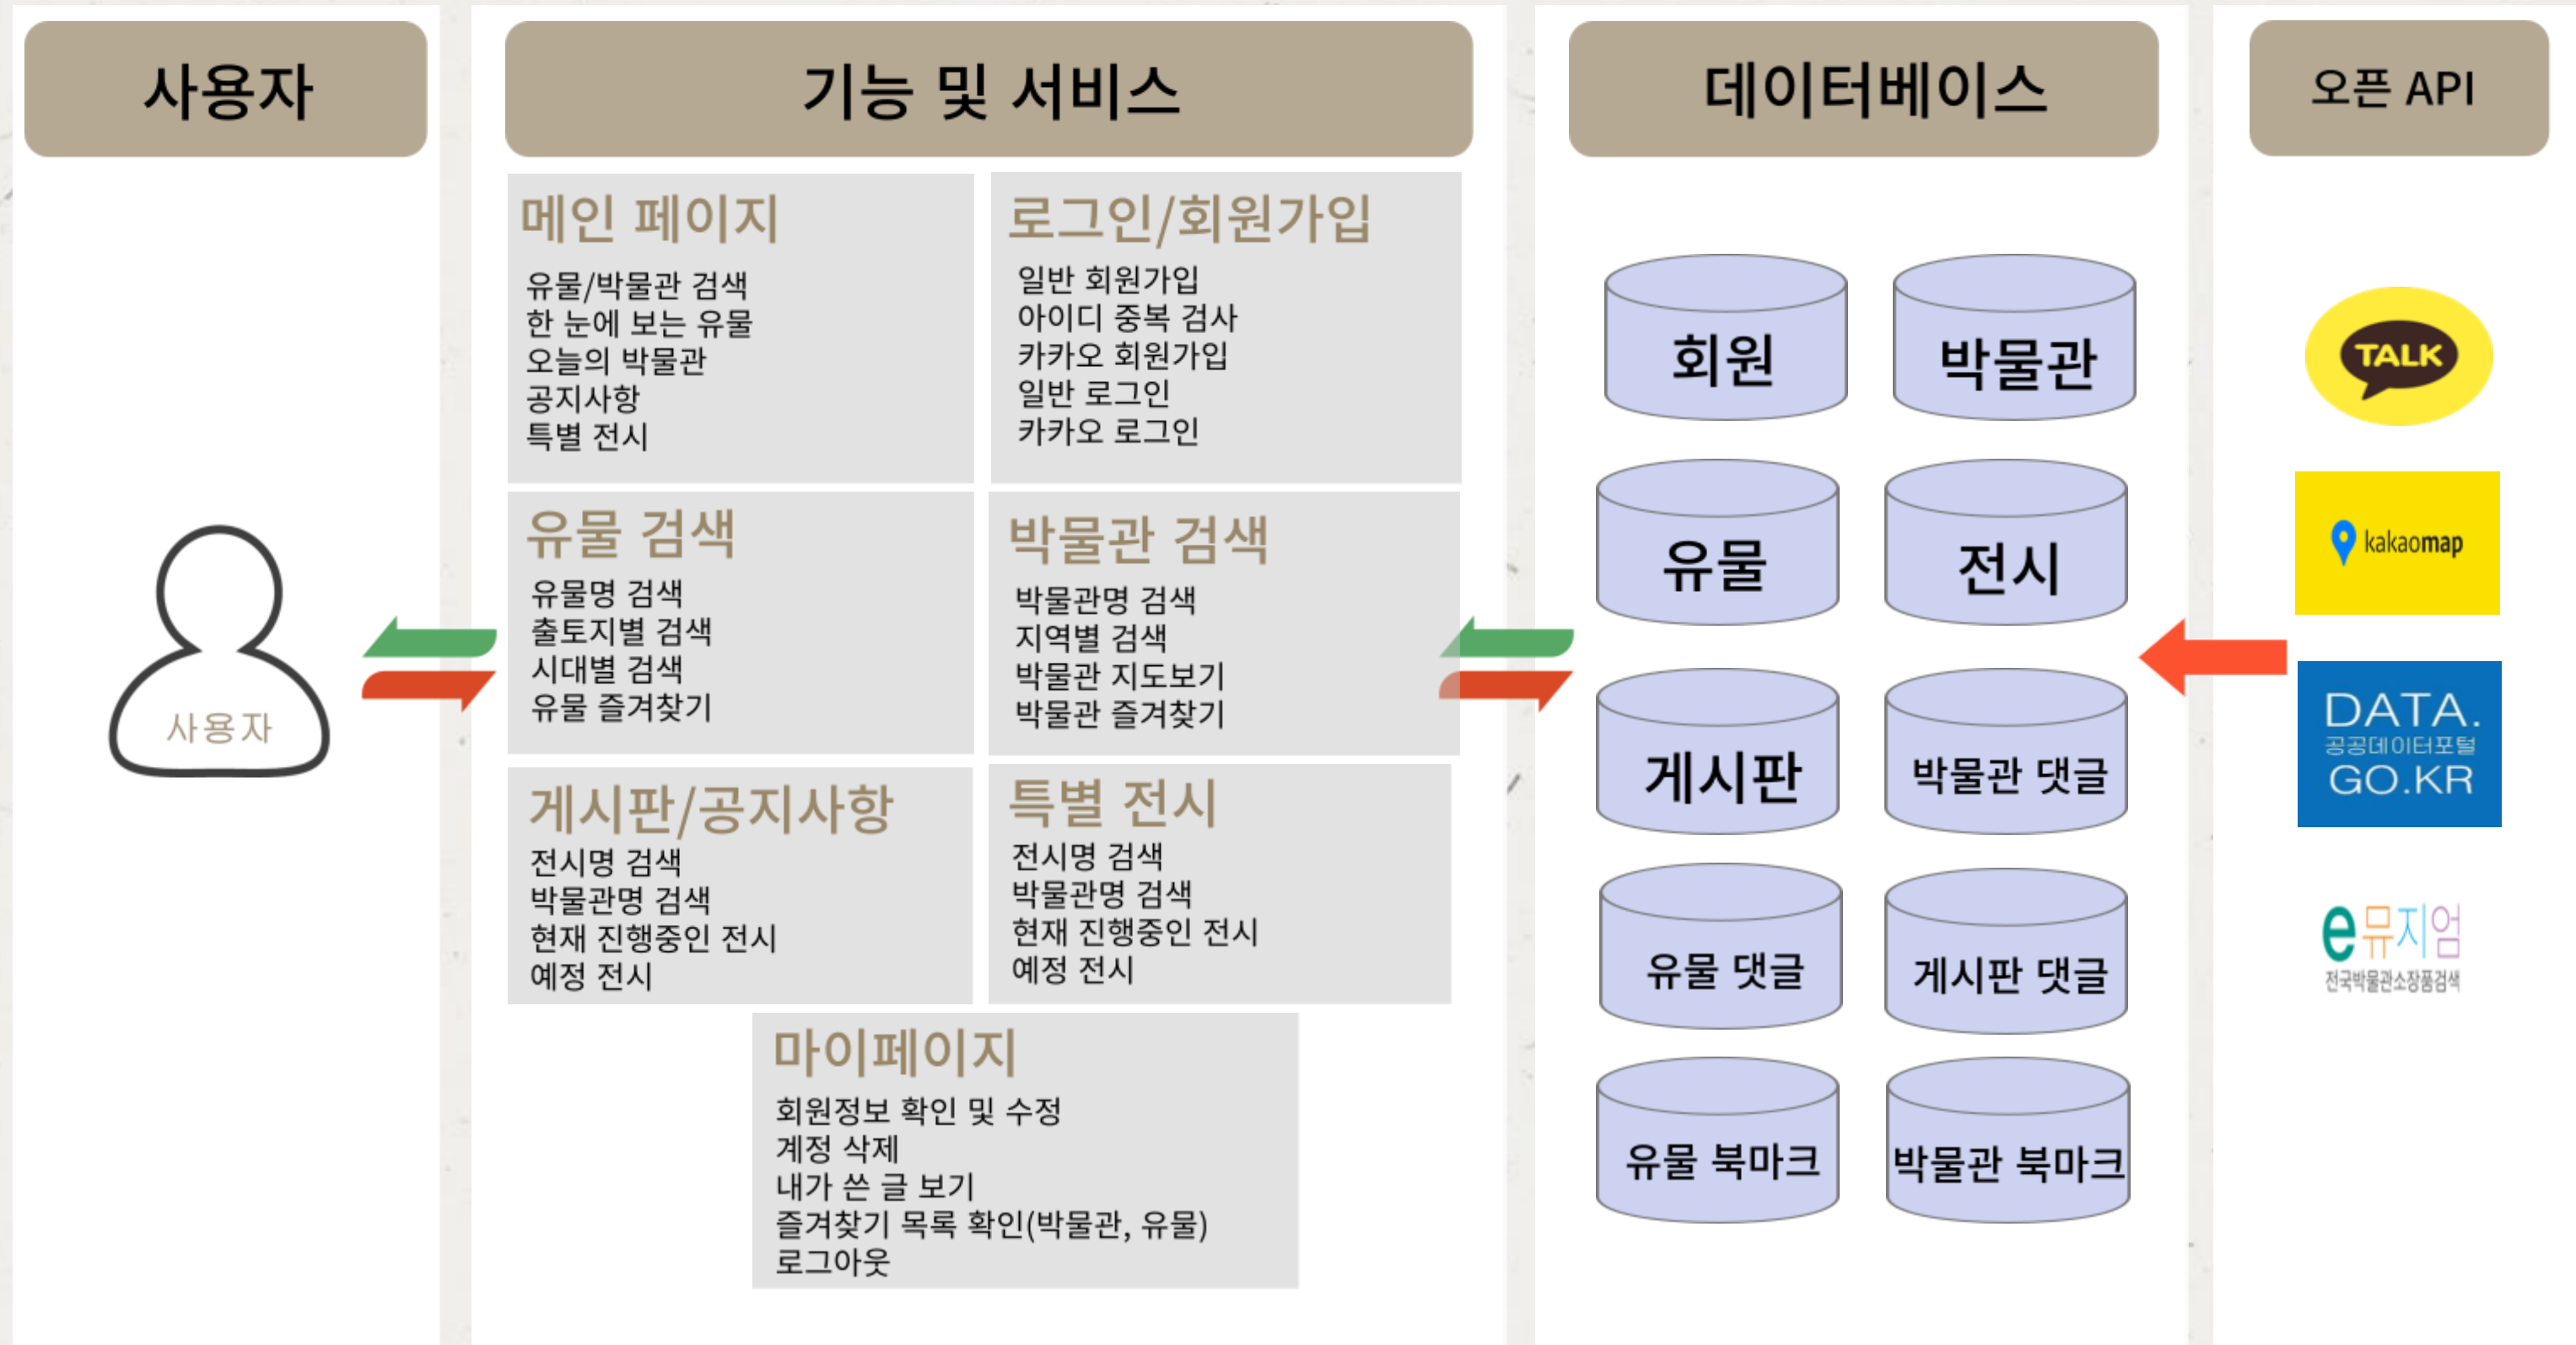 사용자
기능 및 서비스
데이터베이스
오픈 API
사용자
메인 페이지
유물/박물관 검색
한 눈에 보는 유물
오늘의 박물관
공지사항
특별 전시
로그인/회원가입
일반 회원가입
아이디 중복 검사
카카오 회원가입
일반 로그인
카카오 로그인
유물 검색
유물명 검색
출토지별 검색
시대별 검색
유물 즐겨찾기
박물관 검색
박물관명 검색
지역별 검색
박물관 지도보기
박물관 즐겨찾기
게시판/공지사항
전시명 검색
박물관명 검색
현재 진행중인 전시
예정 전시
특별 전시
전시명 검색
박물관명 검색
현재 진행중인 전시
예정 전시
마이페이지
회원정보 확인 및 수정
계정 삭제
내가 쓴 글 보기
즐겨찾기 목록 확인(박물관, 유물)
로그아웃
회원
박물관
유물
전시
게시판
박물관 댓글
유물 댓글
게시판 댓글
유물 북마크
박물관 북마크
TALK
kakaomap
DATA.
공공데이터포털
GO.KR
e뮤지엄
전국박물관소장품검색